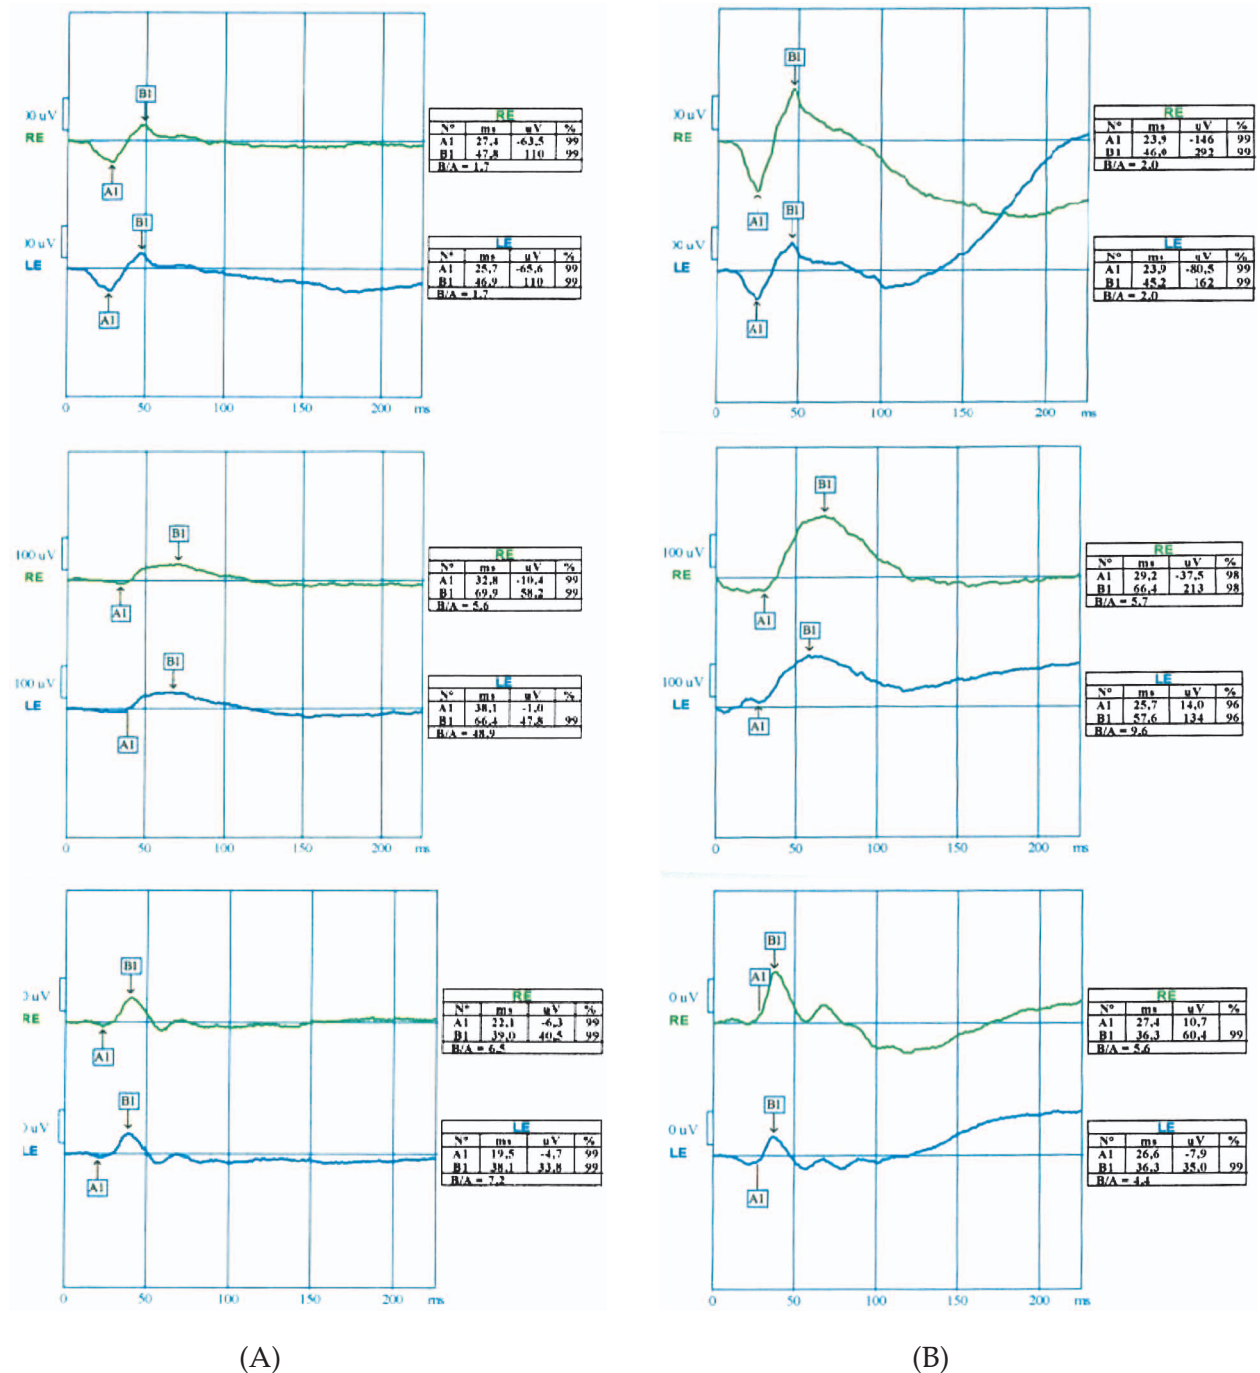 B1
00 uV
RE
A1
B1
00 uV
LE
A1
0 50 100 150 200 ms
RE
N° ms uV %
A1 27,4 -63,5 99
B1 47,8 110 99
B/A = 1,7
LE
N° ms uV %
A1 25,7 -65,6 99
B1 46,9 110 99
B/A = 1,7
B1
00 uV
RE
A1
B1
00 uV
LE
A1
0 50 100 150 200 ms
RE
N° ms uV %
A1 23,9 -146 99
B1 46,0 292 99
B/A = 2,0
LE
N° ms uV %
A1 23,9 -80,5 99
B1 45,2 162 99
B/A = 2,0
B1
100 uV
RE
A1
B1
100 uV
LE
A1
0 50 100 150 200 ms
RE
N° ms uV %
A1 32,8 -10,4 99
B1 69,9 58,2 99
B/A = 5,6
LE
N° ms uV %
A1 38,1 -1,0
B1 66,4 47,8 99
B/A = 48,9
B1
100 uV
RE
A1
B1
100 uV
LE
A1
0 50 100 150 200 ms
RE
N° ms uV %
A1 29,2 -37,5 98
B1 66,4 213 98
B/A = 5,7
LE
N° ms uV %
A1 25,7 14,0 96
B1 57,6 134 96
B/A = 9,6
B1
0 uV
RE
A1
B1
0 uV
LE
A1
0 50 100 150 200 ms
RE
N° ms uV %
A1 22,1 -6,3 99
B1 39,0 40,5 99
B/A = 6,5
LE
N° ms uV %
A1 19,5 -4,7 99
B1 38,1 33,8 99
B/A = 7,2
B1
A1
0 uV
RE
B1
0 uV
LE
A1
0 50 100 150 200 ms
RE
N° ms uV %
A1 27,4 10,7
B1 36,3 60,4 99
B/A = 5,6
LE
N° ms uV %
A1 26,6 -7,9
B1 36,3 35,0 99
B/A = 4,4
(A) (B)